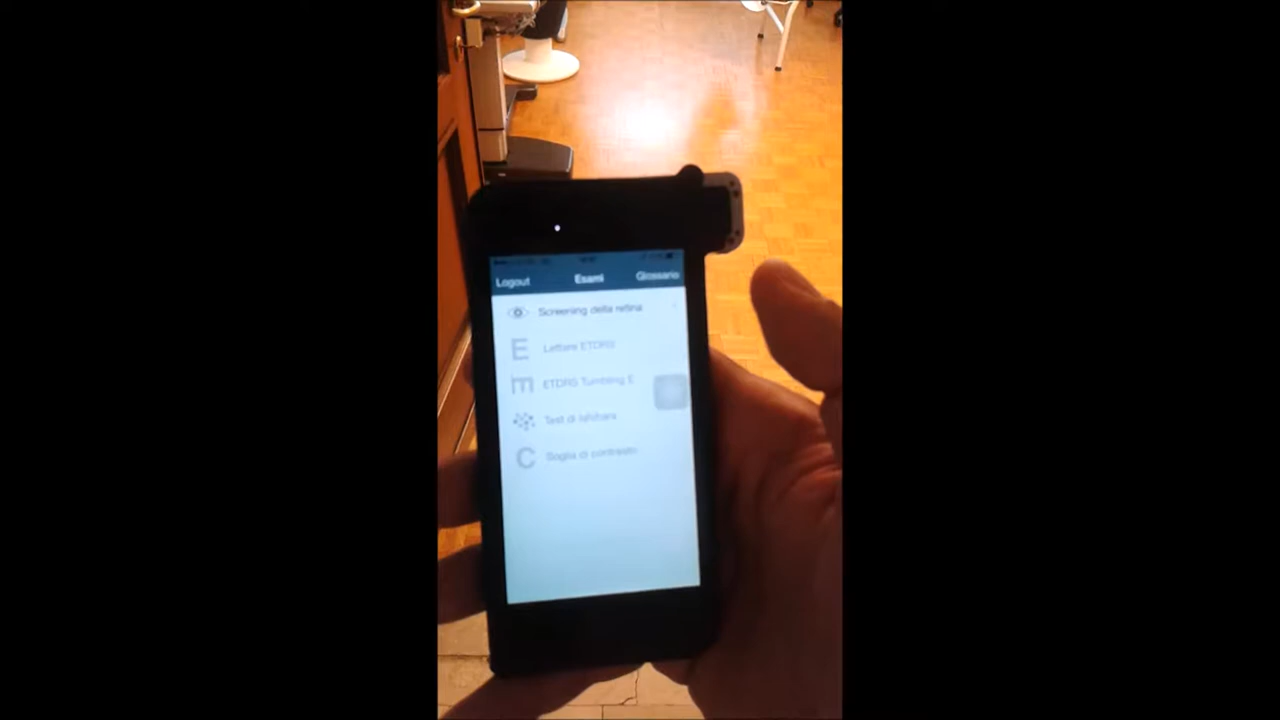 Logout Esami Glossario
Screening della retina
E Lettere ETDRS
ETDRS Tumbling E
Test di Ishihara
C Soglia di contrasto